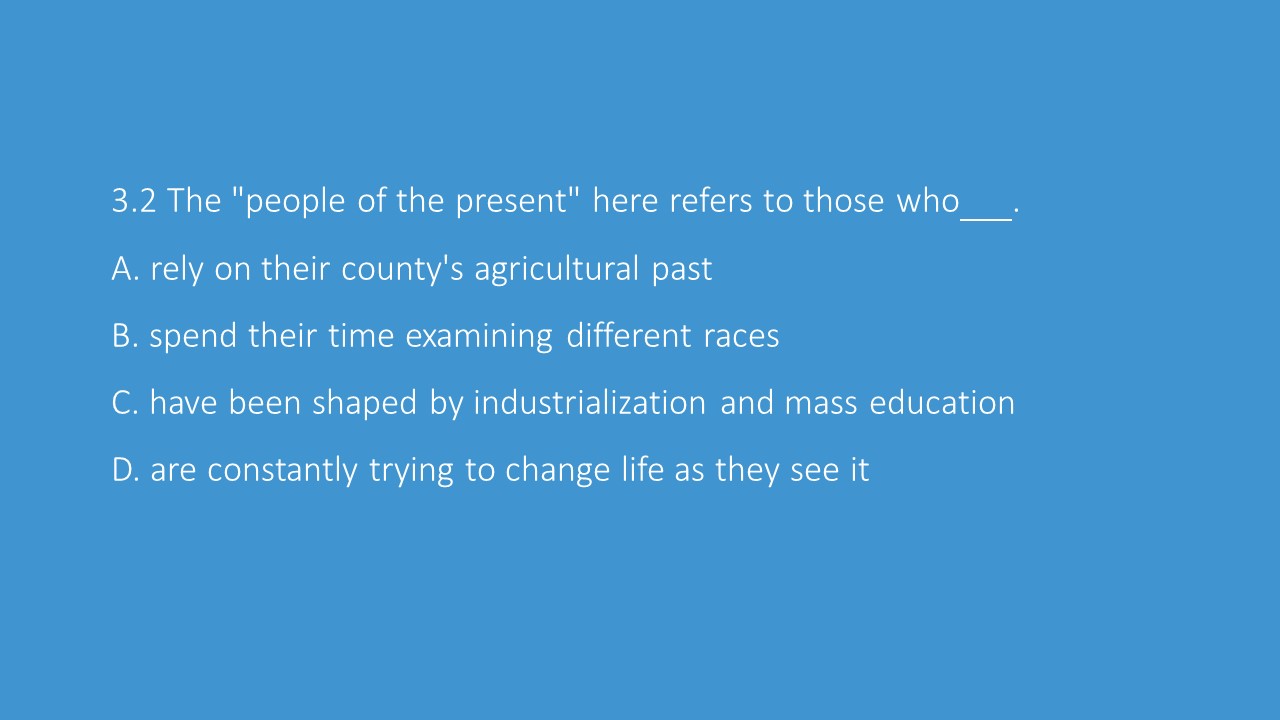 3.2 The "people of the present" here refers to those who___.
A. rely on their county's agricultural past
B. spend their time examining different races
C. have been shaped by industrialization and mass education
D. are constantly trying to change life as they see it